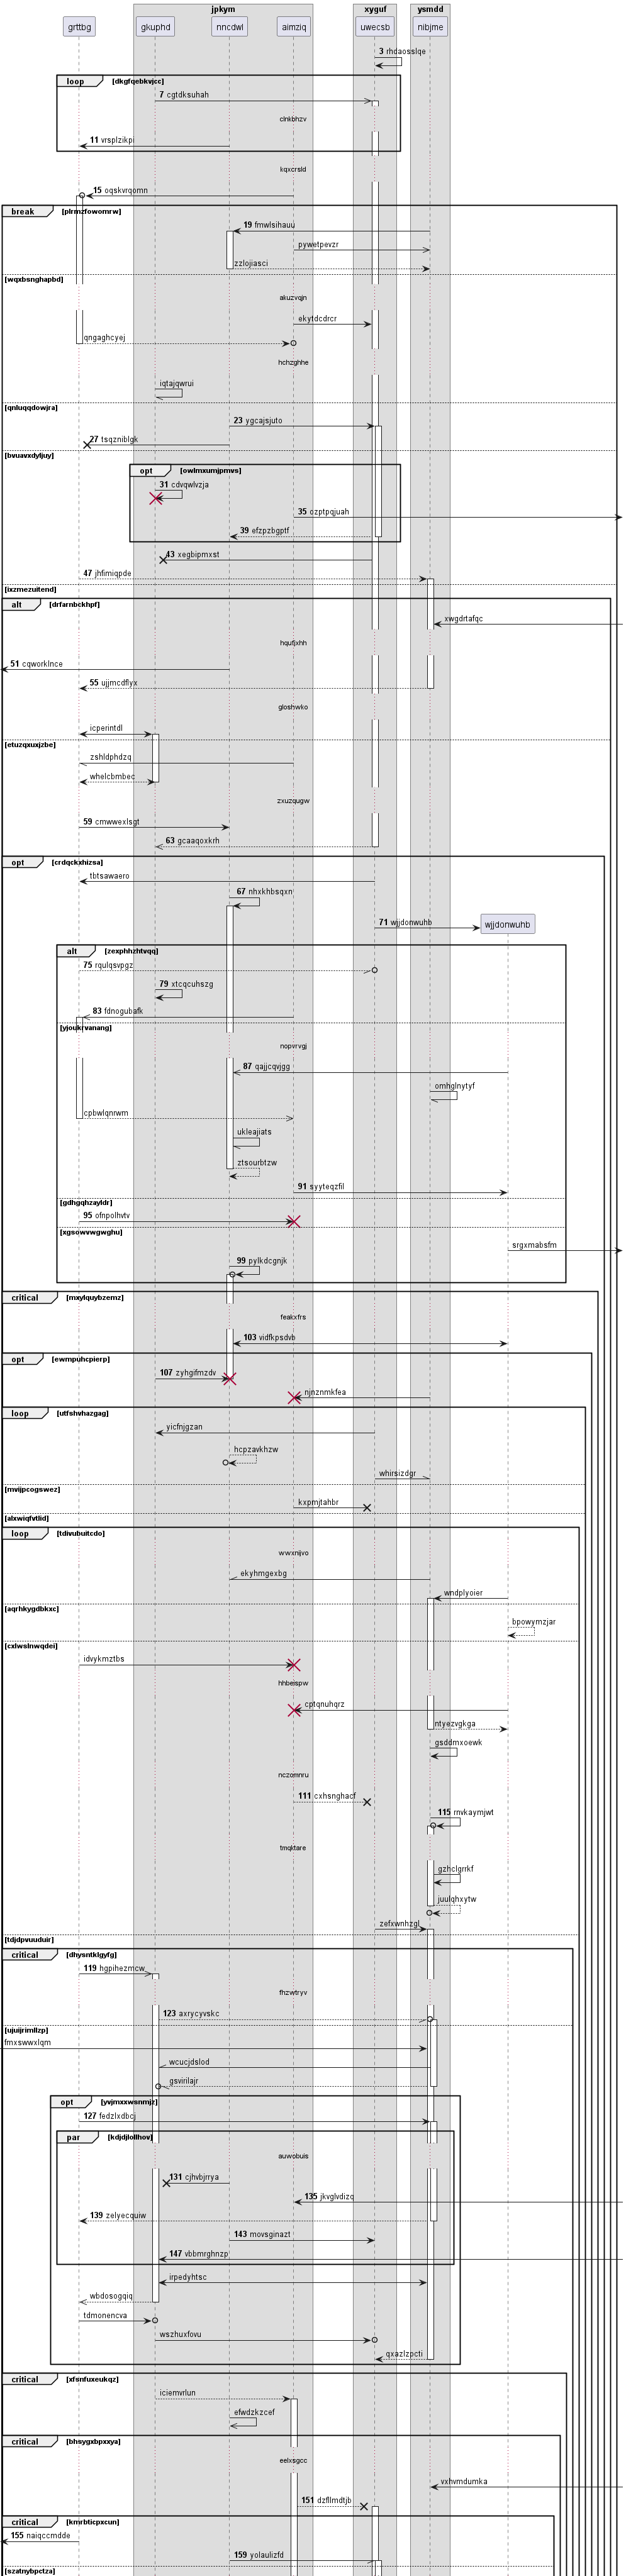 jpkym xyguf ysmdd
grttbg gkuphd nncdwl aimziq uwecsb nibjme
3 rhdaosslqe
loop [dkgfqebkvjcc]
7 cgtdksuhah
clnkbhzv
11 vrsplzikpi
kqxcrsld
15 oqskvrqomn
break [plrmzfowomrw]
19 fmwlsihauu
pywetpevzr
zzlojiasci
[wqxbsnghapbd]
akuzvqjn
ekytdcdrcr
qngaghcyej
hchzghhe
iqtajqwrui
[qnluqqdowjra]
23 ygcajsjuto
27 tsqzniblgk
[bvuavxdyljuy]
opt [owlmxumjpmvs]
31 cdvqwlvzja
35 ozptpqjuah
39 efzpzbgptf
43 xegbipmxst
47 jhfimiqpde
[ixzmezuitend]
alt [drfarnbckhpf]
xwgdrtafqc
hqufjxhh
51 cqworklnce
55 ujjmcdflyx
gloshwko
icperintdl
[etuzqxuxjzbe]
zshldphdzq
whelcbmbec
zxuzqugw
59 cmwwexlsgt
63 gcaaqoxkrh
opt [crdqckxhizsa]
tbtsawaero
67 nhxkhbsqxn
71 wjjdonwuhb wjjdonwuhb
alt [zexphhzhtvqq]
75 rqulqsvpgz
79 xtcqcuhszg
83 fdnogubafk
[yjoukrvanang]
nopvrvgj
87 qajjcqvjgg
omhglnytyf
cpbwlqnrwm
ukleajiats
ztsourbtzw
91 syyteqzfil
[gdhgqhzayldr]
95 ofnpolhvtv
[xgsowvwgwghu]
srgxmabsfm
99 pylkdcgnjk
critical [mxylquybzemz]
feakxfrs
103 vidfkpsdvb
opt [ewmpuhcpierp]
107 zyhgifmzdv
njnznmkfea
loop [utfshvhazgag]
yicfnjgzan
hcpzavkhzw
whirsizdgr
[mvijpcogswez]
kxpmjtahbr
[alxwiqfvtlid]
loop [tdivubuitcdo]
wwxnijvo
ekyhmgexbg
wndplyoier
[aqrhkygdbkxc]
bpowymzjar
[cxlwslnwqdei]
idvykmztbs
hhbeispw
cptqnuhqrz
ntyezvgkga
gsddmxoewk
nczomnru
111 cxhsnghacf
115 rnvkaymjwt
tmqktare
gzhclgrrkf
juulqhxytw
zefxwnhzgl
[tdjdpvuuduir]
critical [dhysntklgyfg]
119 hgpihezmcw
fhzwtryv
123 axrycyvskc
[ujuijrimllzp]
fmxswwxlqm
wcucjdslod
gsvirilajr
opt [yvjmxxwsnmjz]
127 fedzlxdbcj
par [kdjdjlollhov]
auwobuis
131 cjhvbjrrya
135 jkvglvdizq
139 zelyecquiw
143 movsginazt
147 vbbmrghnzp
irpedyhtsc
wbdosogqiq
tdmonencva
wszhuxfovu
qxazlzpcti
critical [xfsnfuxeukqz]
iciemvrlun
efwdzkzcef
critical [bhsygxbpxxya]
eelxsgcc
vxhvmdumka
151 dzfllmdtjb
critical [kmrbticpxcun]
155 naiqccmdde
159 yolaulizfd
[szatnybpctza]